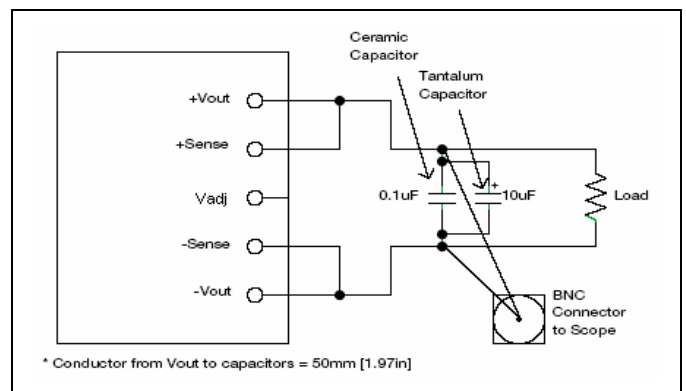 Ceramic
Capacitor
Tantalum
Capacitor
+Vout
+Sense
Vadj
-Sense
-Vout
0.1uF
+
10uF
Load
BNC
Connector
to Scope
* Conductor from Vout to capacitors = 50mm [1.97in]